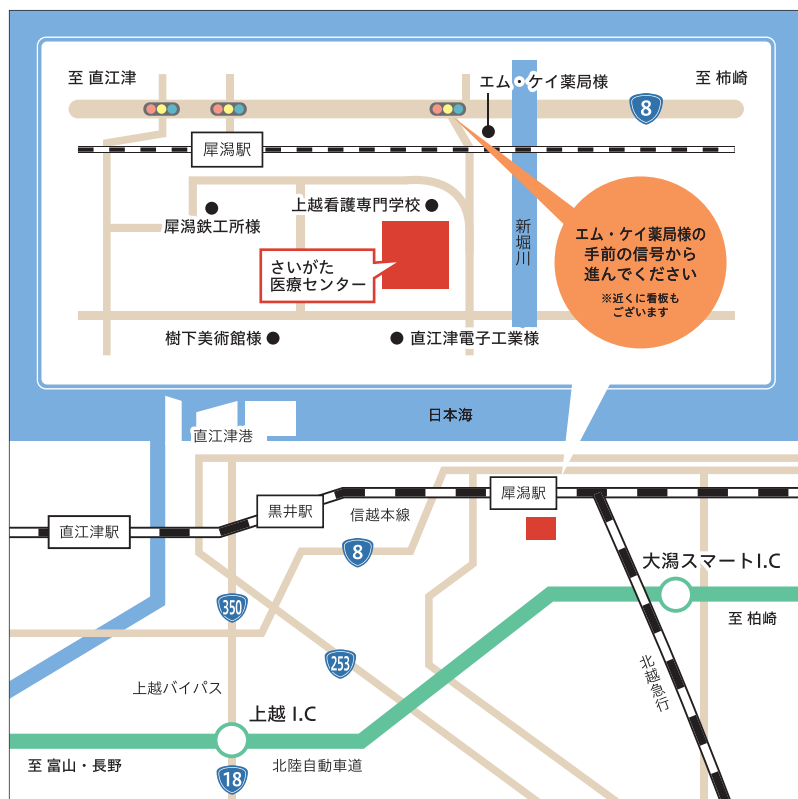 至 直江津
エム・ケイ薬局様
至 柿崎
8
犀潟駅
上越看護専門学校
犀潟鉄工所様
さいがた
医療センター
新堀川
エム・ケイ薬局様の
手前の信号から
進んでください
※近くに看板も
ございます
樹下美術館様
直江津電子工業様
日本海
直江津港
直江津駅
黒井駅
信越本線
犀潟駅
8
大潟スマートI.C
至 柏崎
350
253
北越急行
上越バイパス
上越 I.C
至 富山・長野
北陸自動車道
18